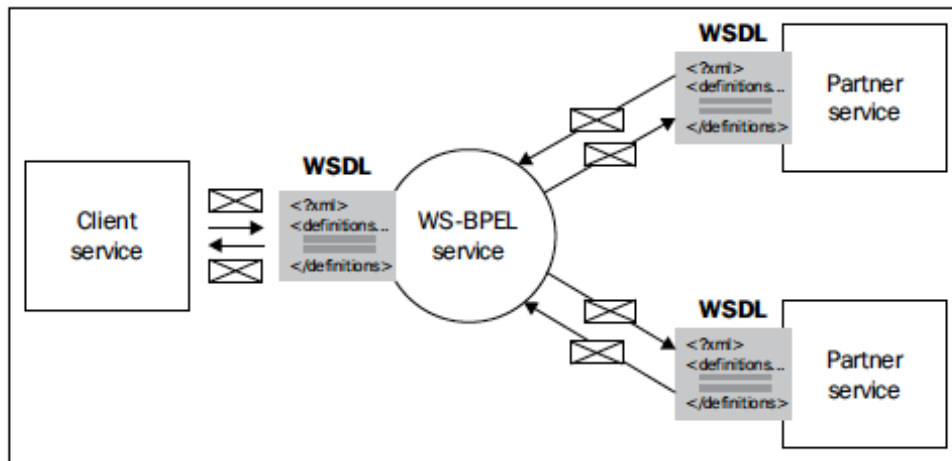 WSDL
<?xml>
<definitions...
</definitions>
Partner
service
WSDL
<?xml>
<definitions...
</definitions>
Client
service
WS-BPEL
service
WSDL
<?xml>
<definitions...
</definitions>
Partner
service